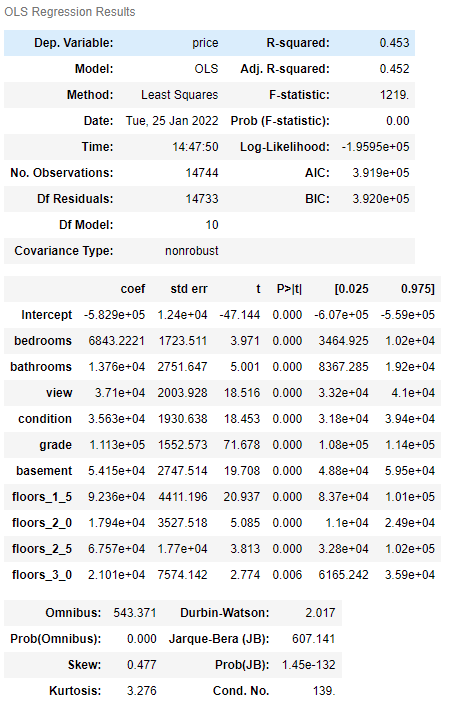 OLS Regression Results
Dep. Variable: price R-squared: 0.453
Model: OLS Adj. R-squared: 0.452
Method: Least Squares F-statistic: 1219.
Date: Tue, 25 Jan 2022 Prob (F-statistic): 0.00
Time: 14:47:50 Log-Likelihood: -1.9595e+05
No. Observations: 14744 AIC: 3.919e+05
Df Residuals: 14733 BIC: 3.920e+05
Df Model: 10
Covariance Type: nonrobust
coef std err t P>|t| [0.025 0.975]
Intercept -5.829e+05 1.24e+04 -47.144 0.000 -6.07e+05 -5.59e+05
bedrooms 6843.2221 1723.511 3.971 0.000 3464.925 1.02e+04
bathrooms 1.376e+04 2751.647 5.001 0.000 8367.285 1.92e+04
view 3.71e+04 2003.928 18.516 0.000 3.32e+04 4.1e+04
condition 3.563e+04 1930.638 18.453 0.000 3.18e+04 3.94e+04
grade 1.113e+05 1552.573 71.678 0.000 1.08e+05 1.14e+05
basement 5.415e+04 2747.514 19.708 0.000 4.88e+04 5.95e+04
floors_1_5 9.236e+04 4411.196 20.937 0.000 8.37e+04 1.01e+05
floors_2_0 1.794e+04 3527.518 5.085 0.000 1.1e+04 2.49e+04
floors_2_5 6.757e+04 1.77e+04 3.813 0.000 3.28e+04 1.02e+05
floors_3_0 2.101e+04 7574.142 2.774 0.006 6165.242 3.59e+04
Omnibus: 543.371 Durbin-Watson: 2.017
Prob(Omnibus): 0.000 Jarque-Bera (JB): 607.141
Skew: 0.477 Prob(JB): 1.45e-132
Kurtosis: 3.276 Cond. No. 139.